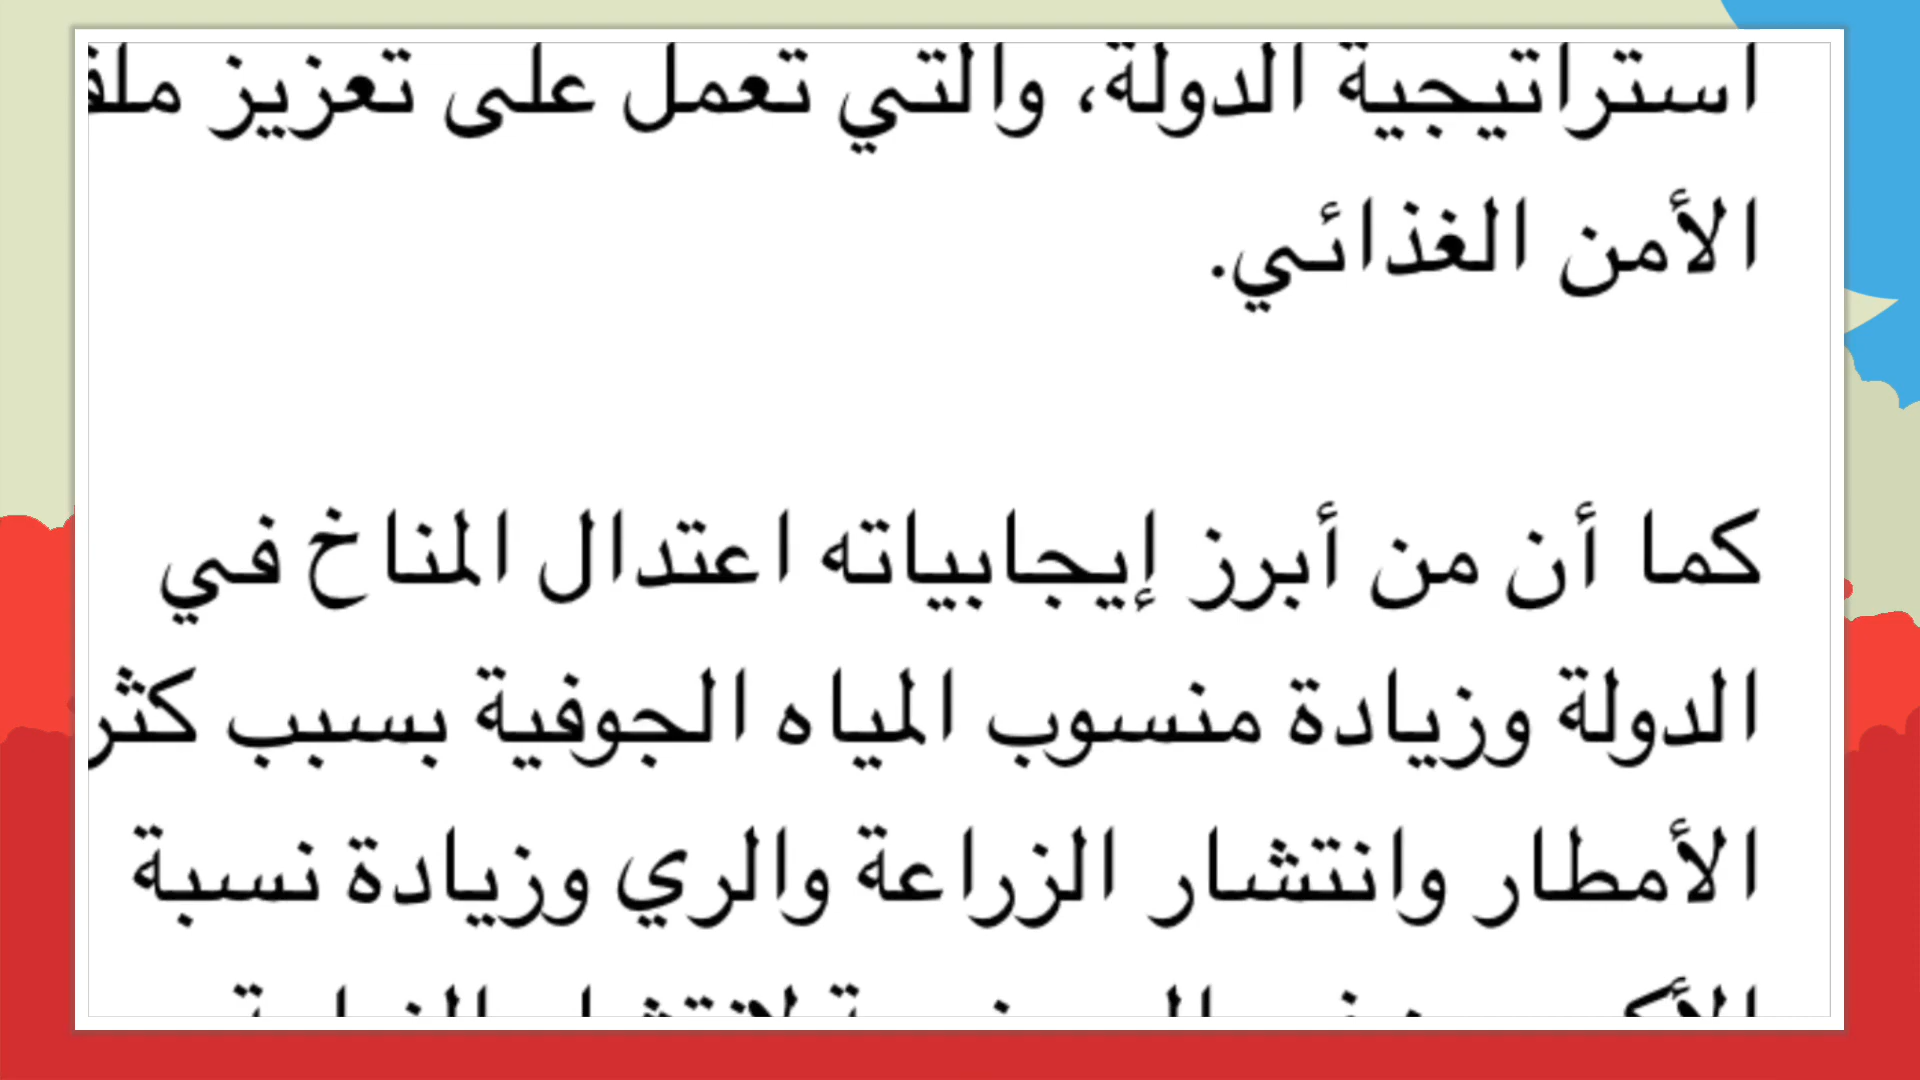 استراتيجية الدولة، والتي تعمل على تعزيز
الأمن الغذائي.
كما أن من أبرز إيجابياته اعتدال المناخ في
الدولة وزيادة منسوب المياه الجوفية بسبب
الأمطار وانتشار الزراعة والري وزيادة نسبة